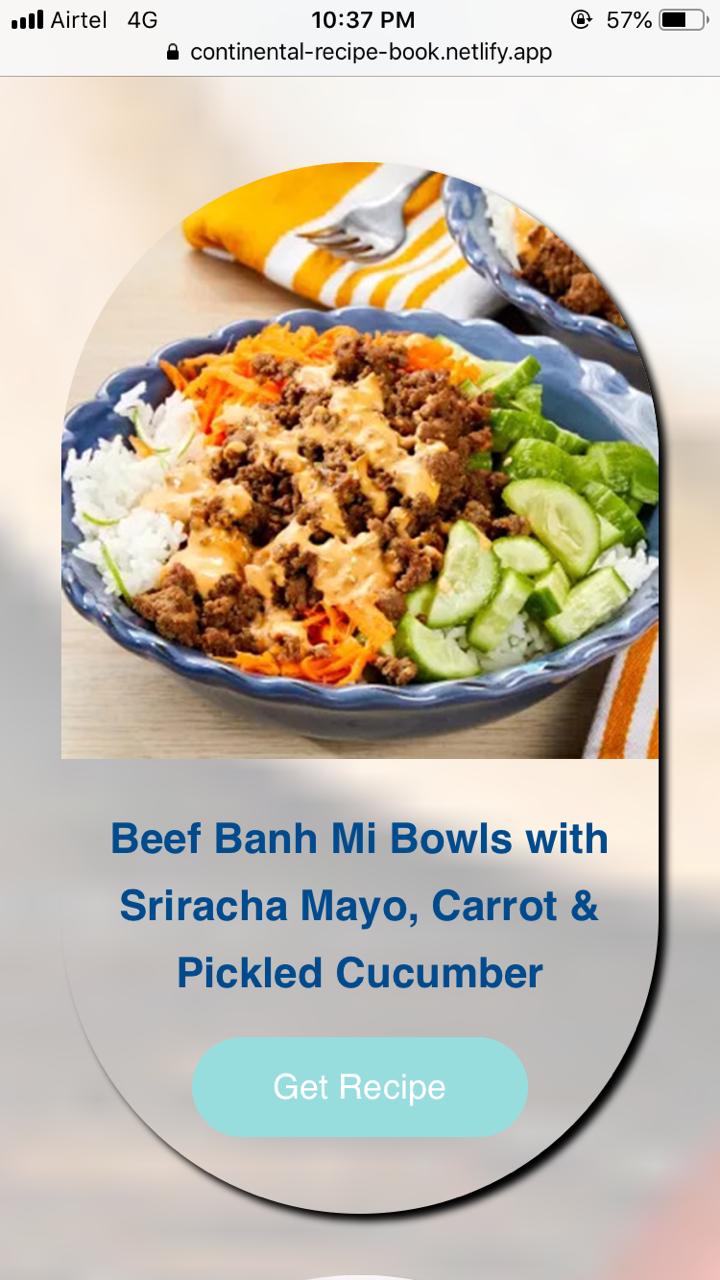 Airtel 4G 10:37 PM 57%
continental-recipe-book.netlify.app
Beef Banh Mi Bowls with
Sriracha Mayo, Carrot &
Pickled Cucumber
Get Recipe